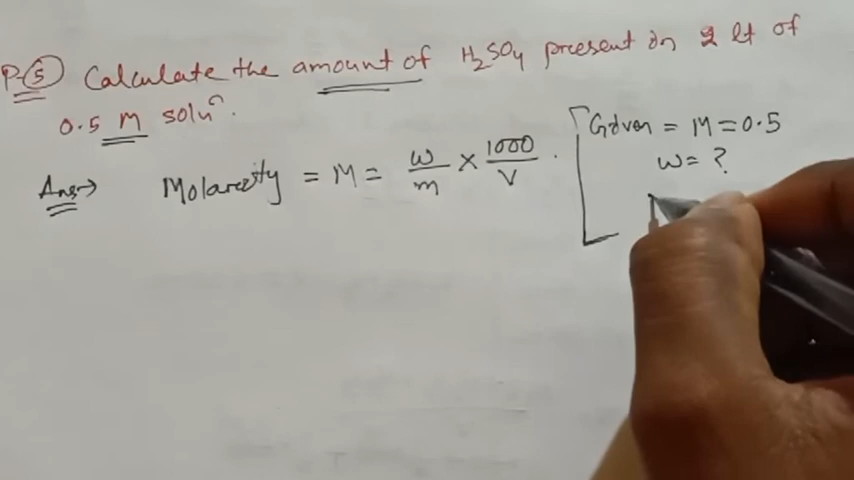 P-5 Calculate the amount of H₂SO₄ present in 2 lt of
0.5 M soluⁿ.
Ans→ Molarity = M = w/m × 1000/V . Given = M = 0.5
w = ?